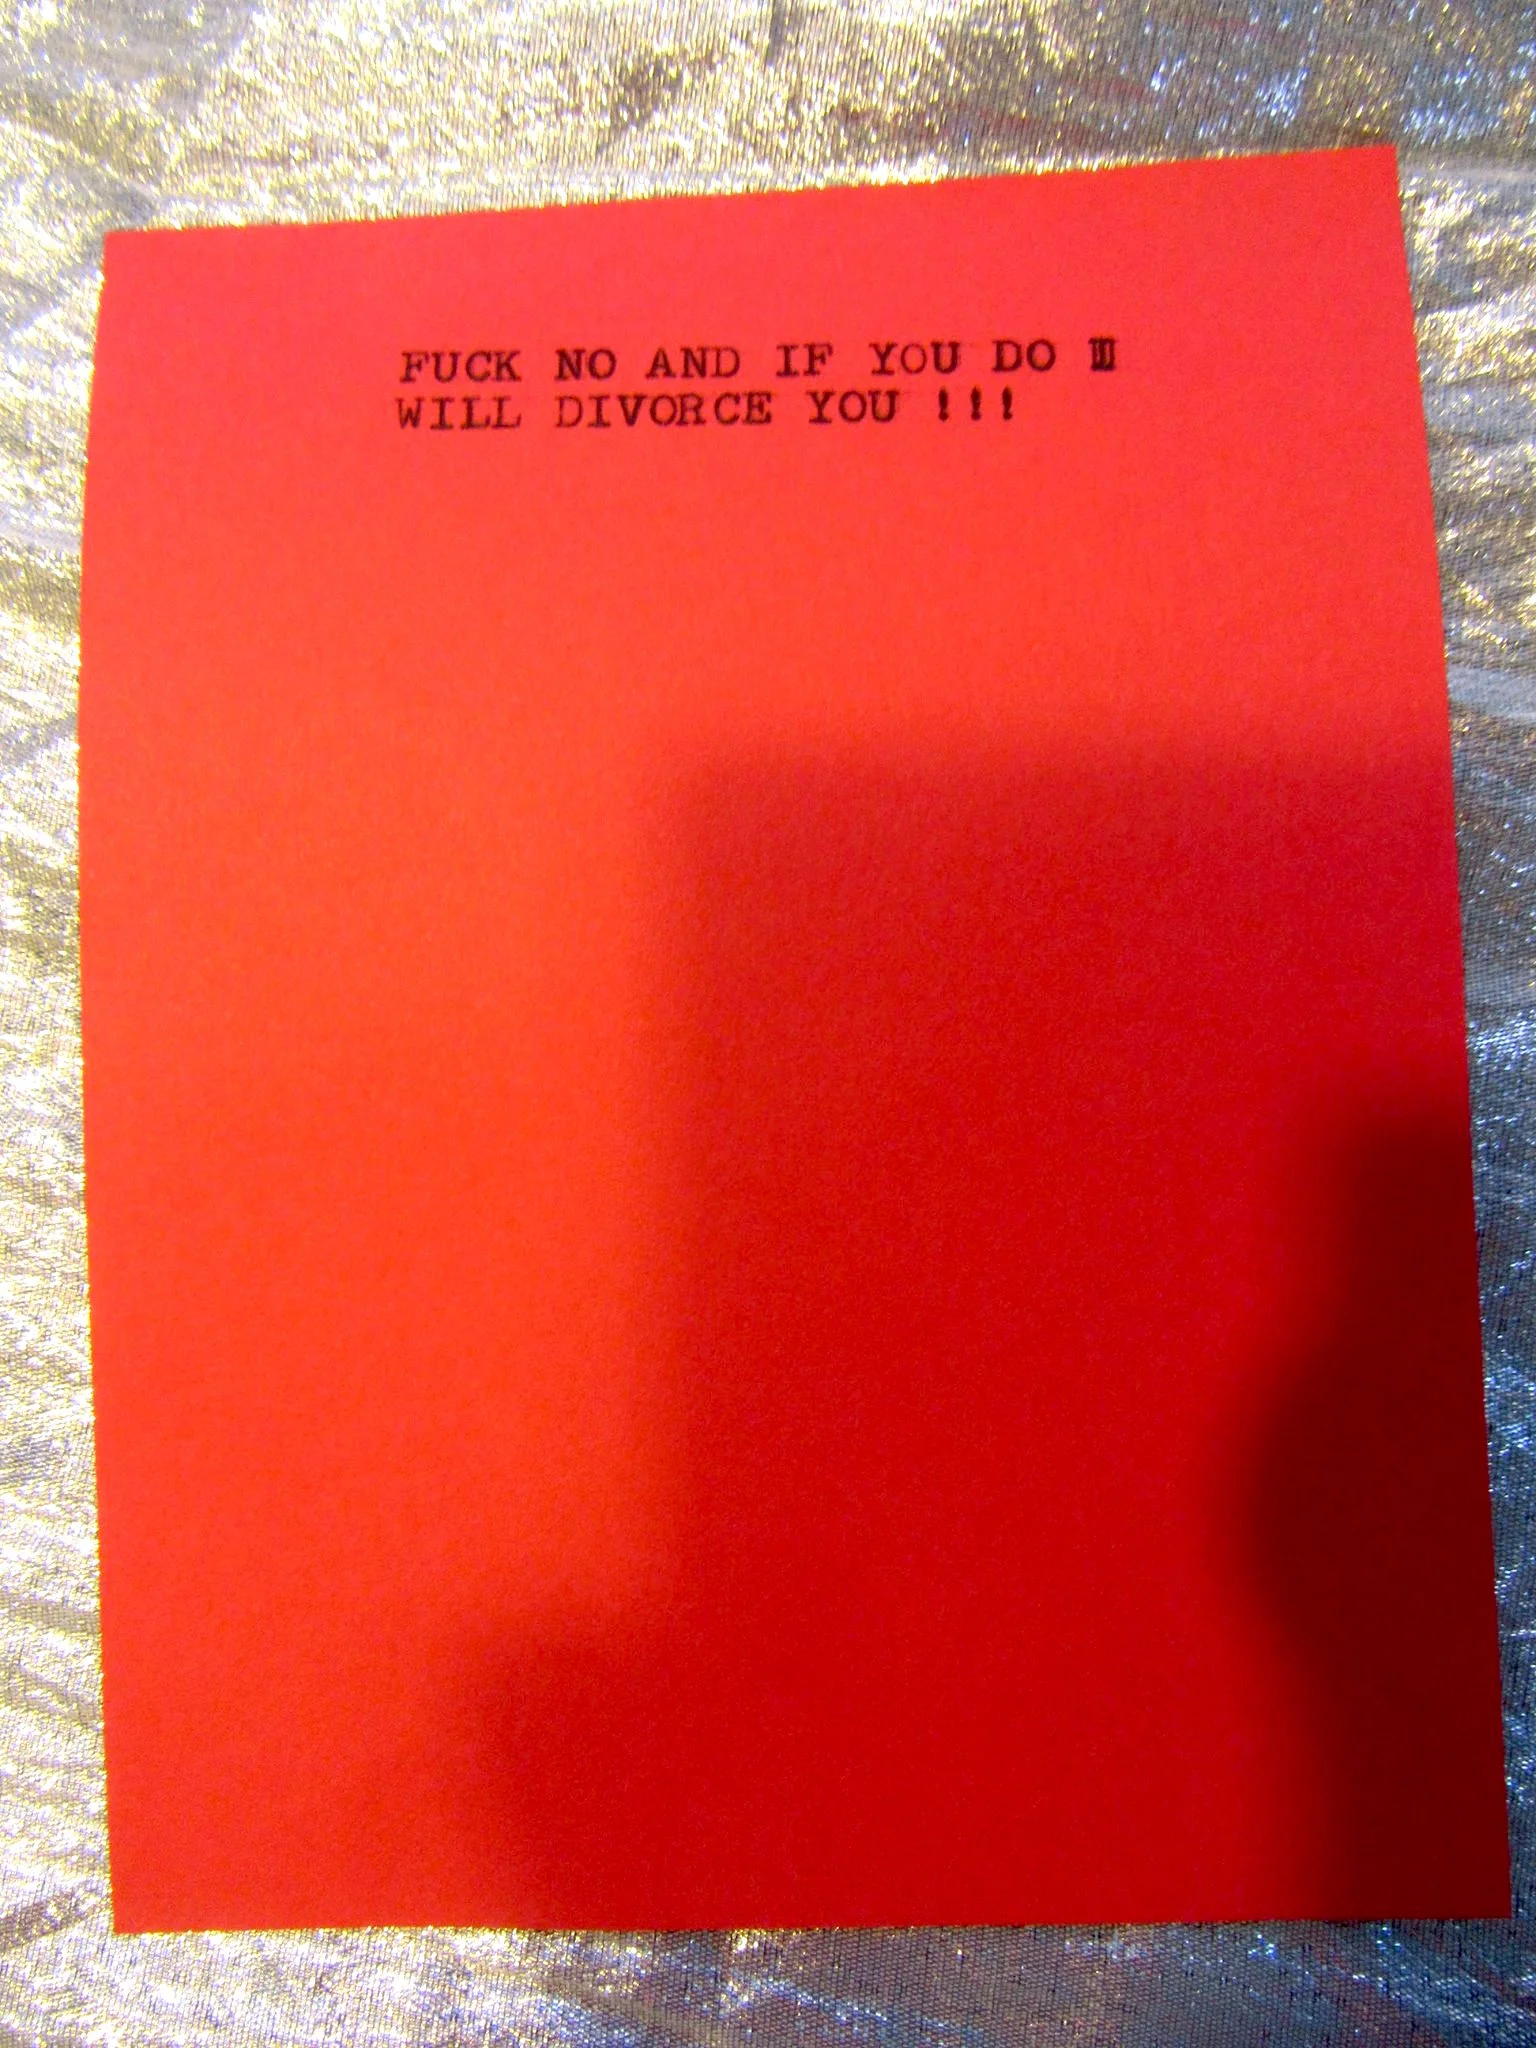 FUCK NO AND IF YOU DO I
WILL DIVORCE YOU !!!